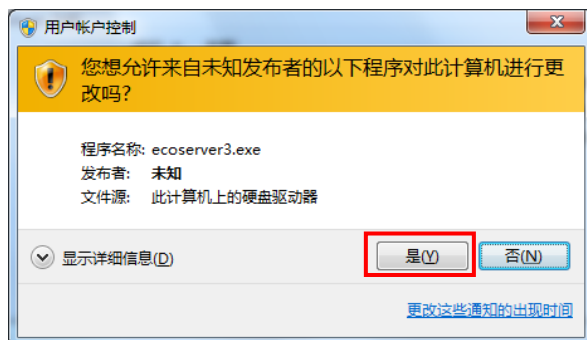 用户帐户控制
您想允许来自未知发布者的以下程序对此计算机进行更
改吗?
程序名称: ecoserver3.exe
发布者: 未知
文件源: 此计算机上的硬盘驱动器
显示详细信息(D)
是(Y)
否(N)
更改这些通知的出现时间